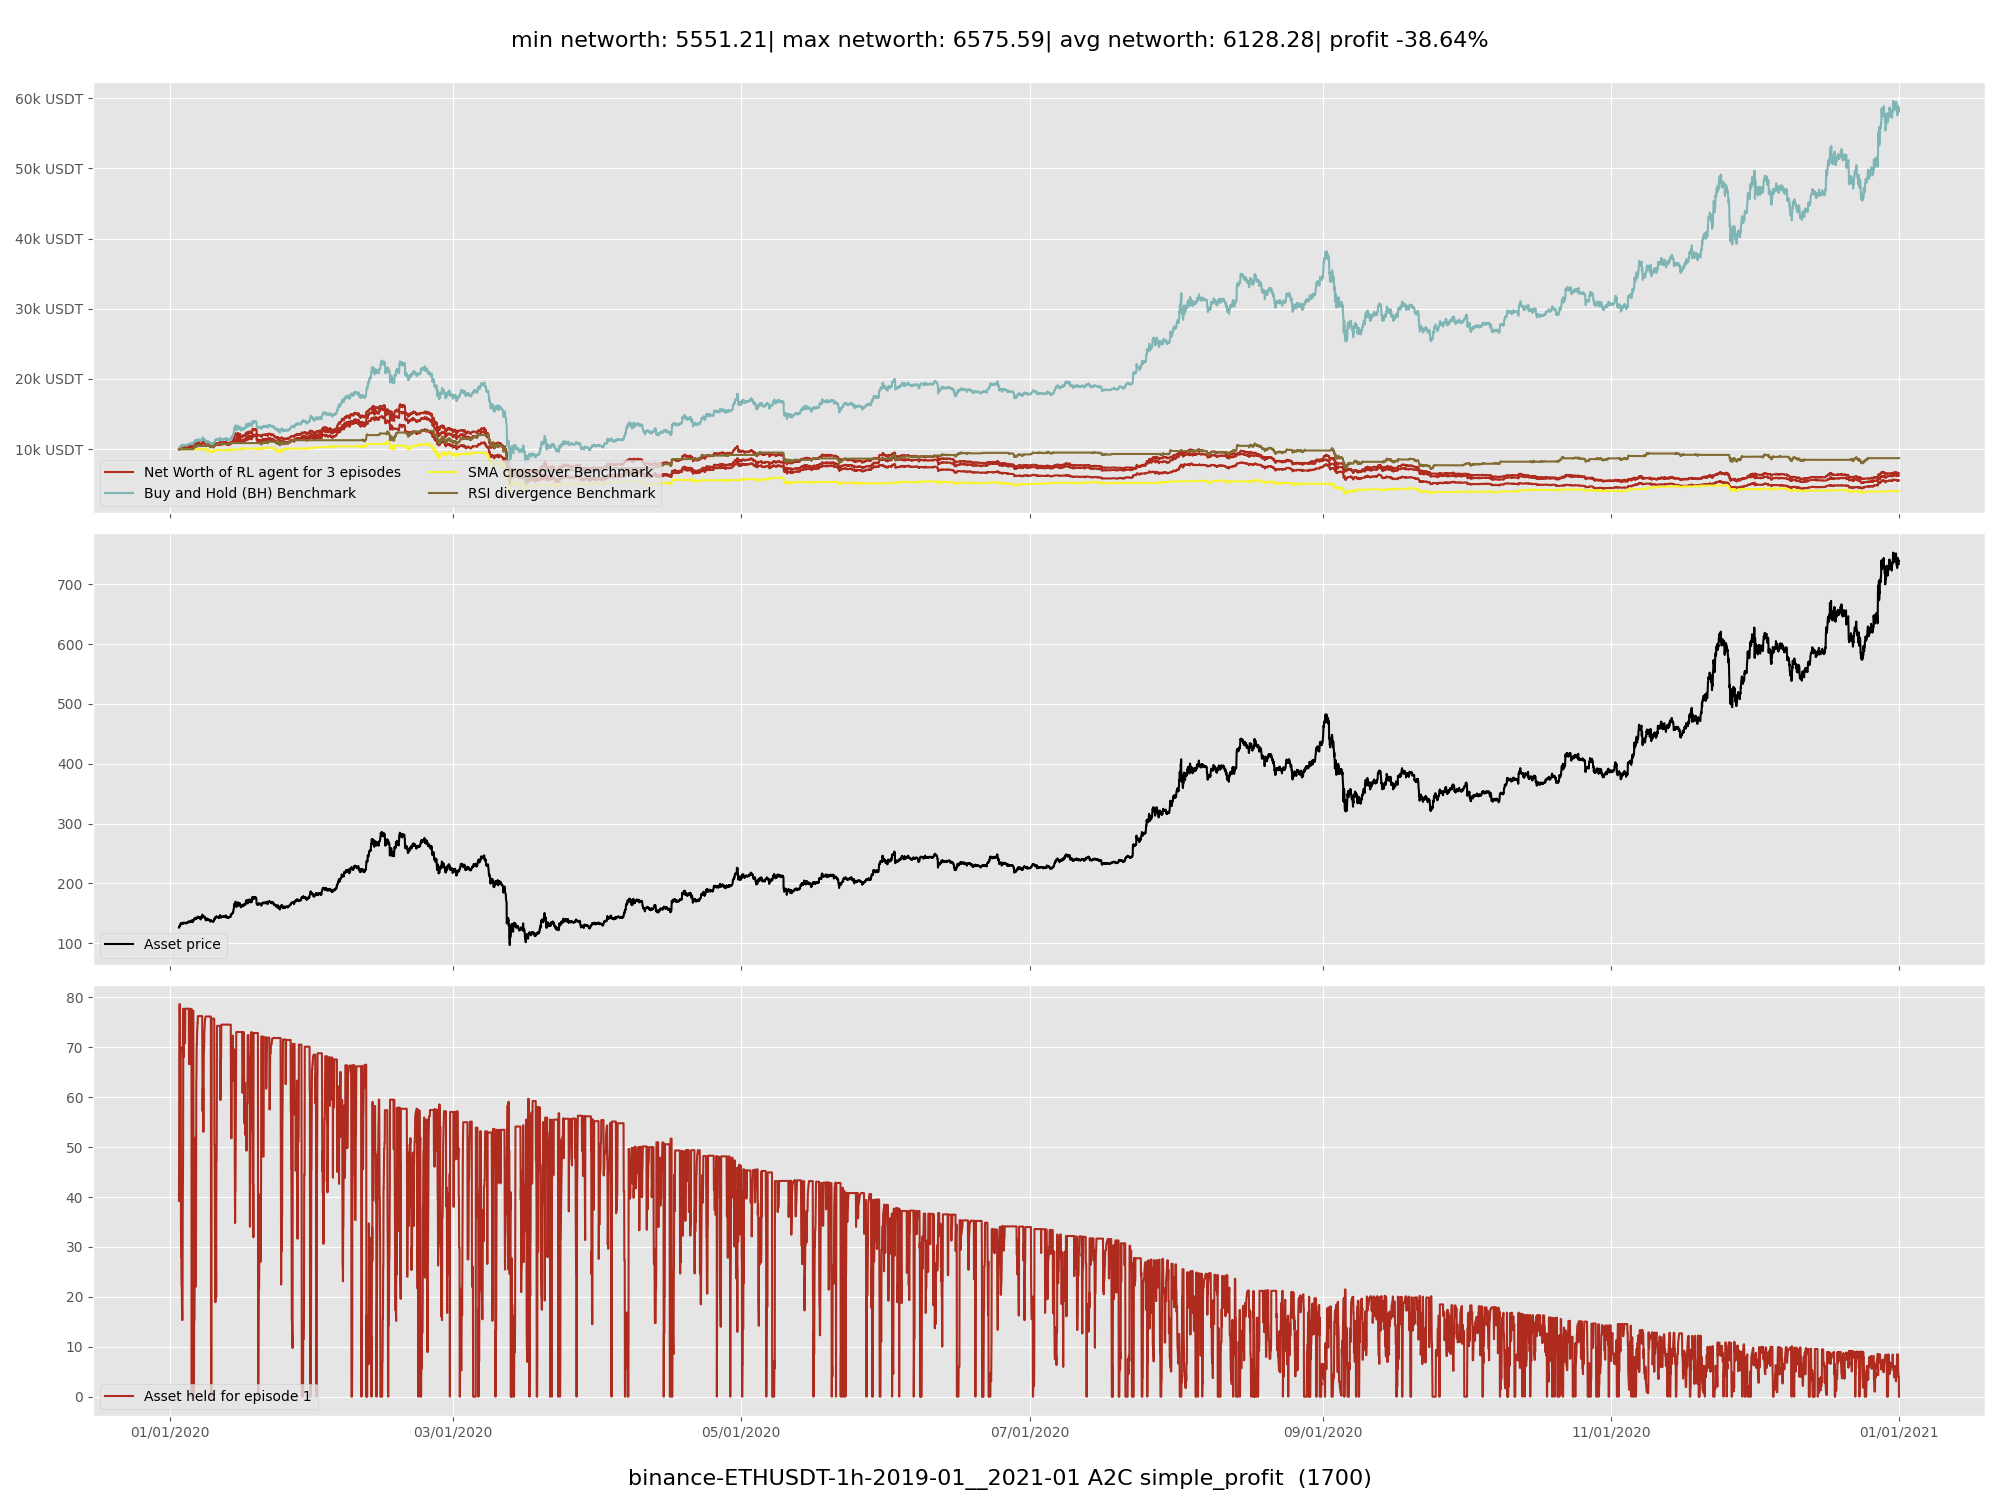 min networth: 5551.21| max networth: 6575.59| avg networth: 6128.28| profit -38.64%
60k USDT
50k USDT
40k USDT
30k USDT
20k USDT
10k USDT
Net Worth of RL agent for 3 episodes
Buy and Hold (BH) Benchmark
SMA crossover Benchmark
RSI divergence Benchmark
700
600
500
400
300
200
100
Asset price
80
70
60
50
40
30
20
10
0
Asset held for episode 1
01/01/2020 03/01/2020 05/01/2020 07/01/2020 09/01/2020 11/01/2020 01/01/2021
binance-ETHUSDT-1h-2019-01__2021-01 A2C simple_profit (1700)